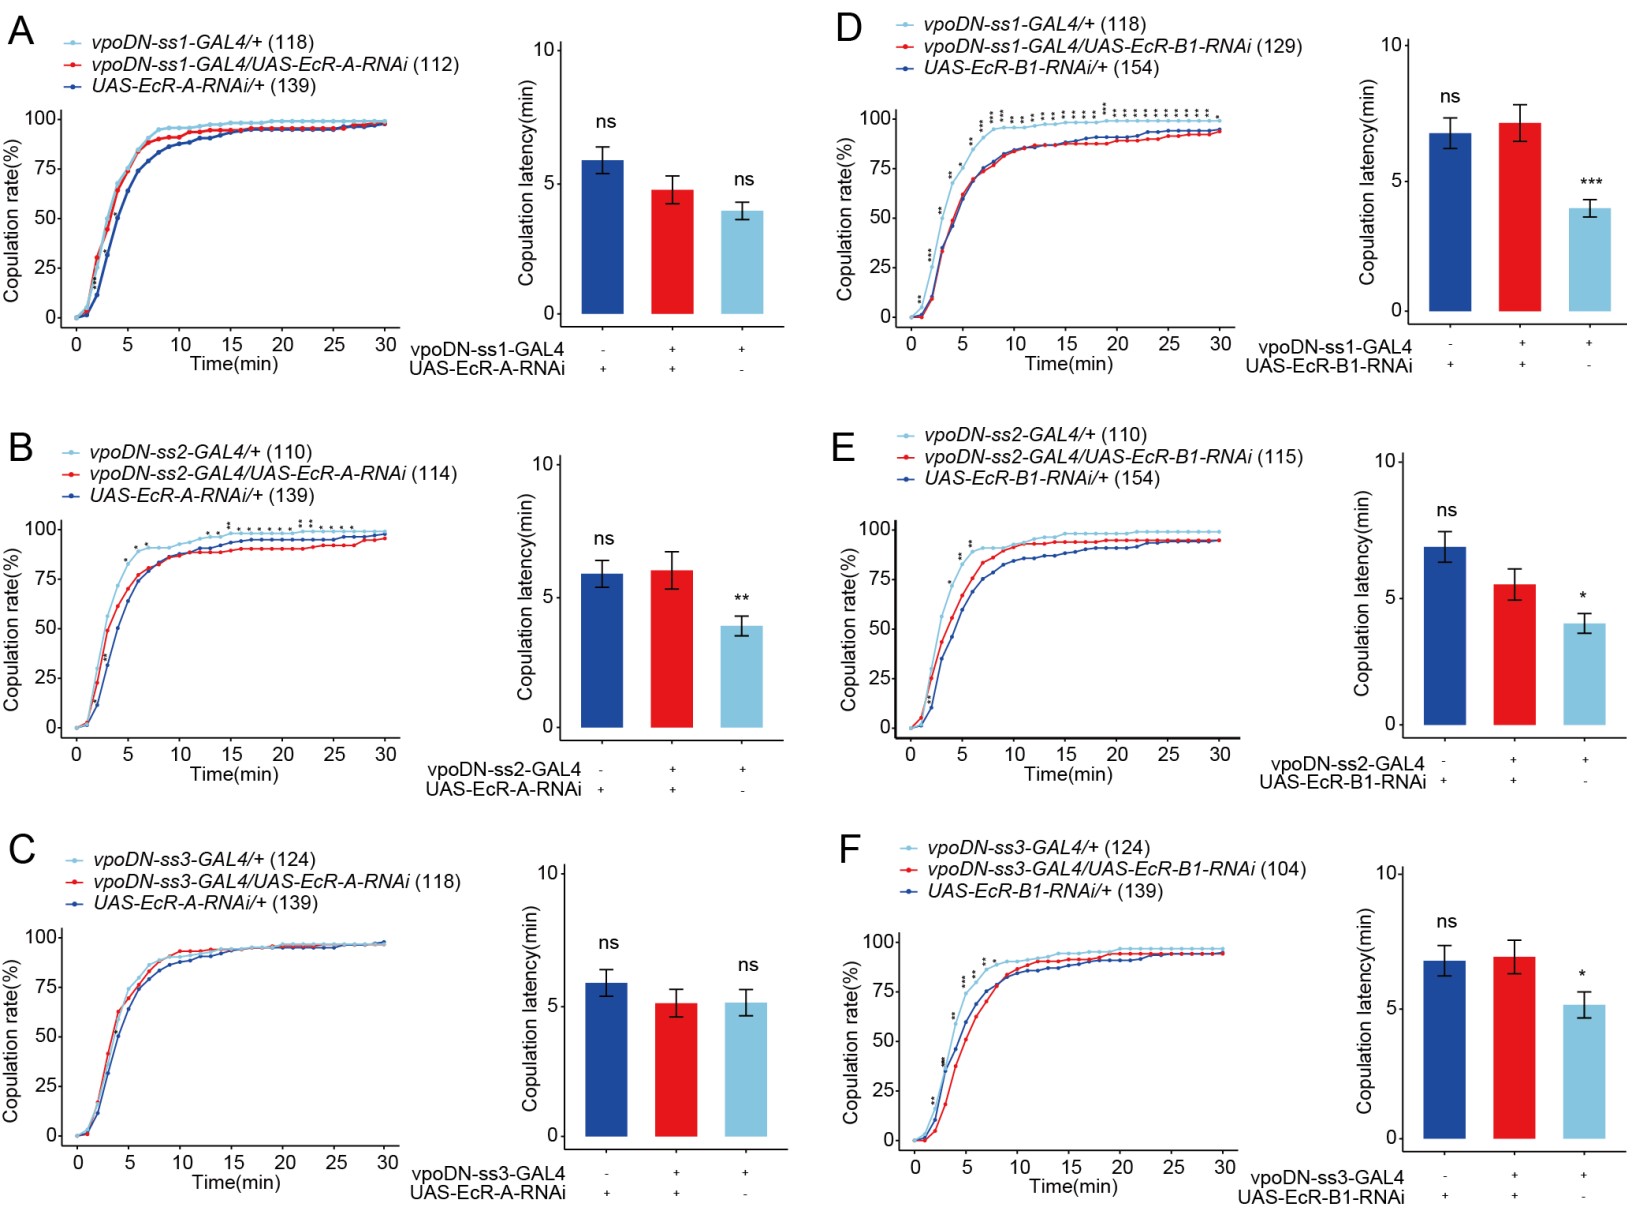 A
vpoDN-ss1-GAL4/+ (118)
vpoDN-ss1-GAL4/UAS-EcR-A-RNAi (112)
UAS-EcR-A-RNAi/+ (139)
Copulation rate(%)
100
75
50
25
0
0 5 10 15 20 25 30
Time(min)
Copulation latency(min)
10
5
0
ns
ns
vpoDN-ss1-GAL4 - + +
UAS-EcR-A-RNAi + + -
D
vpoDN-ss1-GAL4/+ (118)
vpoDN-ss1-GAL4/UAS-EcR-B1-RNAi (129)
UAS-EcR-B1-RNAi/+ (154)
Copulation rate(%)
100
75
50
25
0
0 5 10 15 20 25 30
Time(min)
Copulation latency(min)
10
5
0
ns
***
vpoDN-ss1-GAL4 - + +
UAS-EcR-B1-RNAi + + -
B
vpoDN-ss2-GAL4/+ (110)
vpoDN-ss2-GAL4/UAS-EcR-A-RNAi (114)
UAS-EcR-A-RNAi/+ (139)
Copulation rate(%)
100
75
50
25
0
0 5 10 15 20 25 30
Time(min)
Copulation latency(min)
10
5
0
ns
**
vpoDN-ss2-GAL4 - + +
UAS-EcR-A-RNAi + + -
E
vpoDN-ss2-GAL4/+ (110)
vpoDN-ss2-GAL4/UAS-EcR-B1-RNAi (115)
UAS-EcR-B1-RNAi/+ (154)
Copulation rate(%)
100
75
50
25
0
0 5 10 15 20 25 30
Time(min)
Copulation latency(min)
10
5
0
ns
*
vpoDN-ss2-GAL4 - + +
UAS-EcR-B1-RNAi + + -
C
vpoDN-ss3-GAL4/+ (124)
vpoDN-ss3-GAL4/UAS-EcR-A-RNAi (118)
UAS-EcR-A-RNAi/+ (139)
Copulation rate(%)
100
75
50
25
0
0 5 10 15 20 25 30
Time(min)
Copulation latency(min)
10
5
0
ns
ns
vpoDN-ss3-GAL4 - + +
UAS-EcR-A-RNAi + + -
F
vpoDN-ss3-GAL4/+ (124)
vpoDN-ss3-GAL4/UAS-EcR-B1-RNAi (104)
UAS-EcR-B1-RNAi/+ (139)
Copulation rate(%)
100
75
50
25
0
0 5 10 15 20 25 30
Time(min)
Copulation latency(min)
10
5
0
ns
*
vpoDN-ss3-GAL4 - + +
UAS-EcR-B1-RNAi + + -